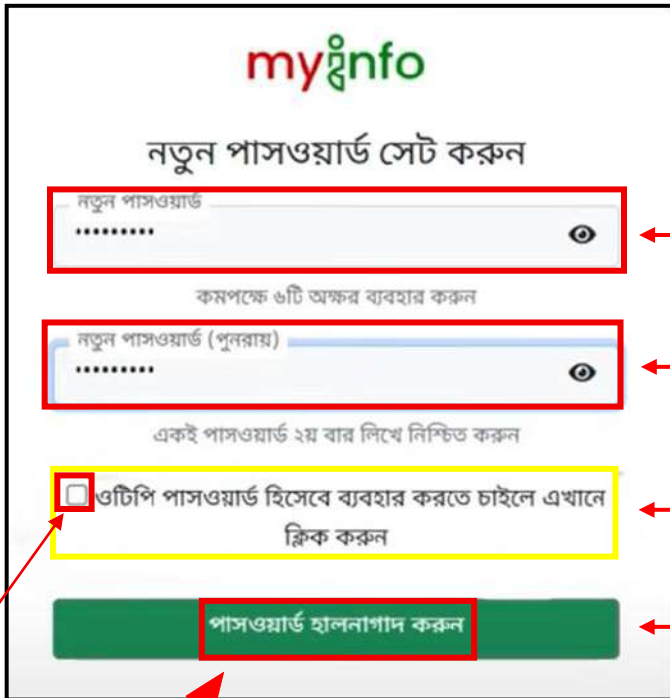 myinfo
নতুন পাসওয়ার্ড সেট করুন
নতুন পাসওয়ার্ড
কমপক্ষে ৬টি অক্ষর ব্যবহার করুন
নতুন পাসওয়ার্ড (পুনরায়)
একই পাসওয়ার্ড ২য় বার লিখে নিশ্চিত করুন
ওটিপি পাসওয়ার্ড হিসেবে ব্যবহার করতে চাইলে এখানে
ক্লিক করুন
পাসওয়ার্ড হালনাগাদ করুন